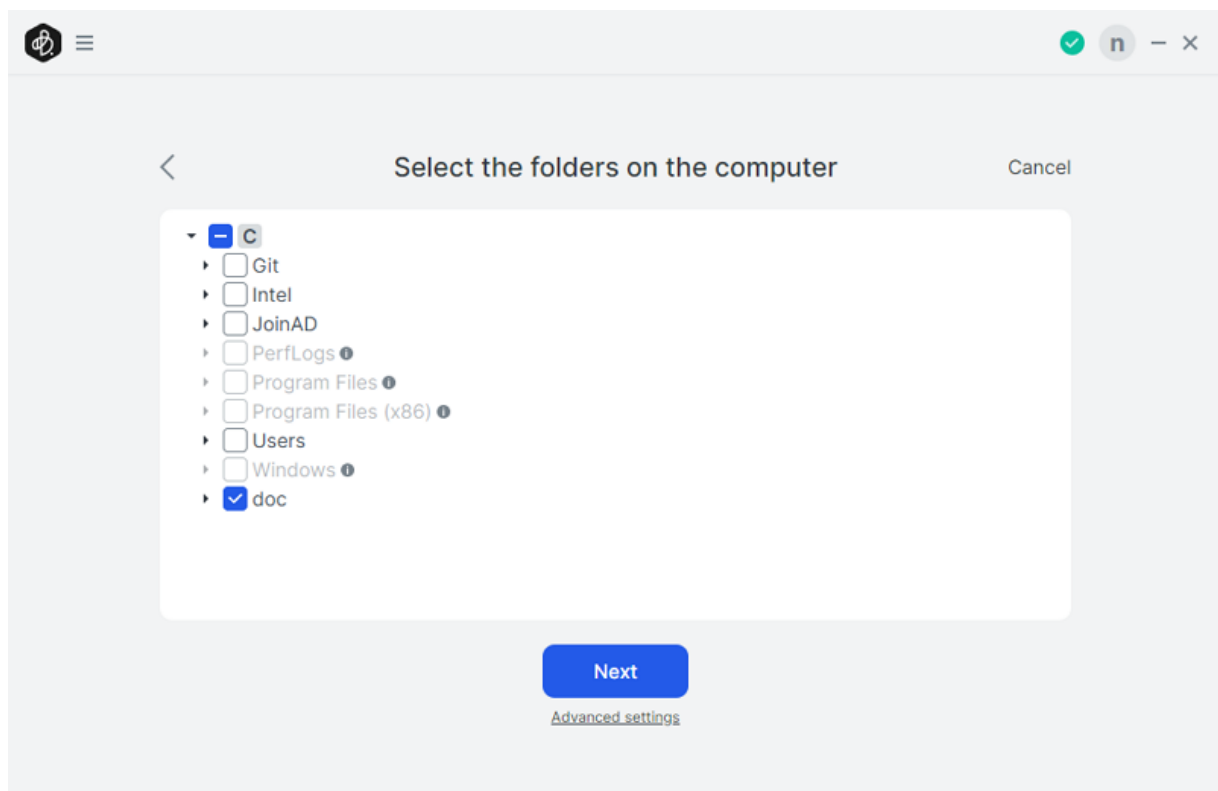 n
Select the folders on the computer
Cancel
C
Git
Intel
JoinAD
PerfLogs
Program Files
Program Files (x86)
Users
Windows
doc
Next
Advanced settings